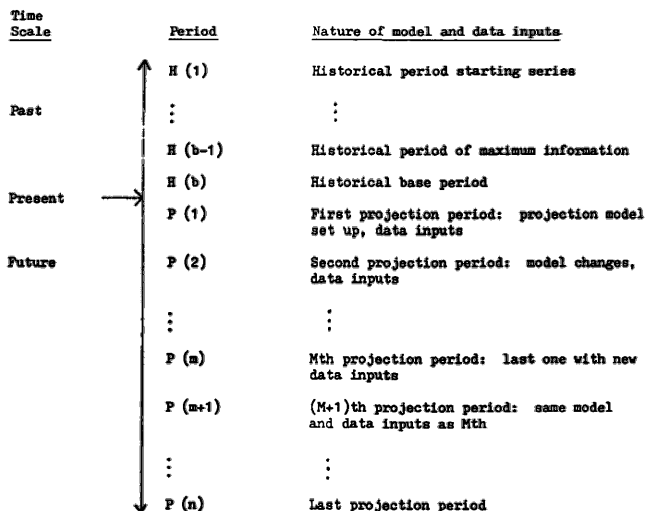 Time
Scale Period Nature of model and data inputs
H (1) Historical period starting series
Past ⋮ ⋮
H (b-1) Historical period of maximum information
H (b) Historical base period
Present
P (1) First projection period: projection model
set up, data inputs
Future P (2) Second projection period: model changes,
data inputs
⋮ ⋮
P (m) Mth projection period: last one with new
data inputs
P (m+1) (M+1)th projection period: same model
and data inputs as Mth
⋮ ⋮
P (n) Last projection period